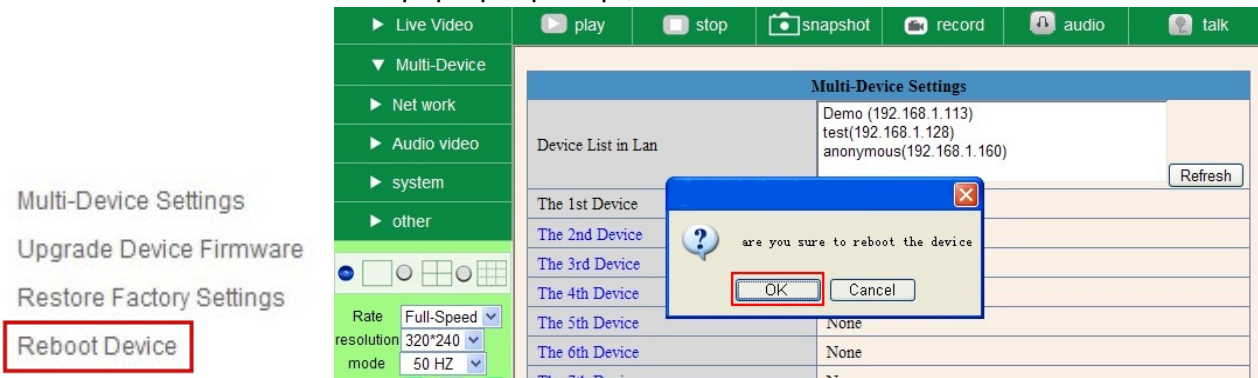 Multi-Device Settings
Upgrade Device Firmware
Restore Factory Settings
Reboot Device
Live Video
play
stop
snapshot
record
audio
talk
Multi-Device
Net work
Audio video
system
other
Rate Full-Speed
resolution 320*240
mode 50 HZ
Multi-Device Settings
Device List in Lan
Demo (192.168.1.113)
test(192.168.1.128)
anonymous(192.168.1.160)
Refresh
The 1st Device
The 2nd Device
The 3rd Device
The 4th Device
The 5th Device None
The 6th Device None
are you sure to reboot the device
OK Cancel